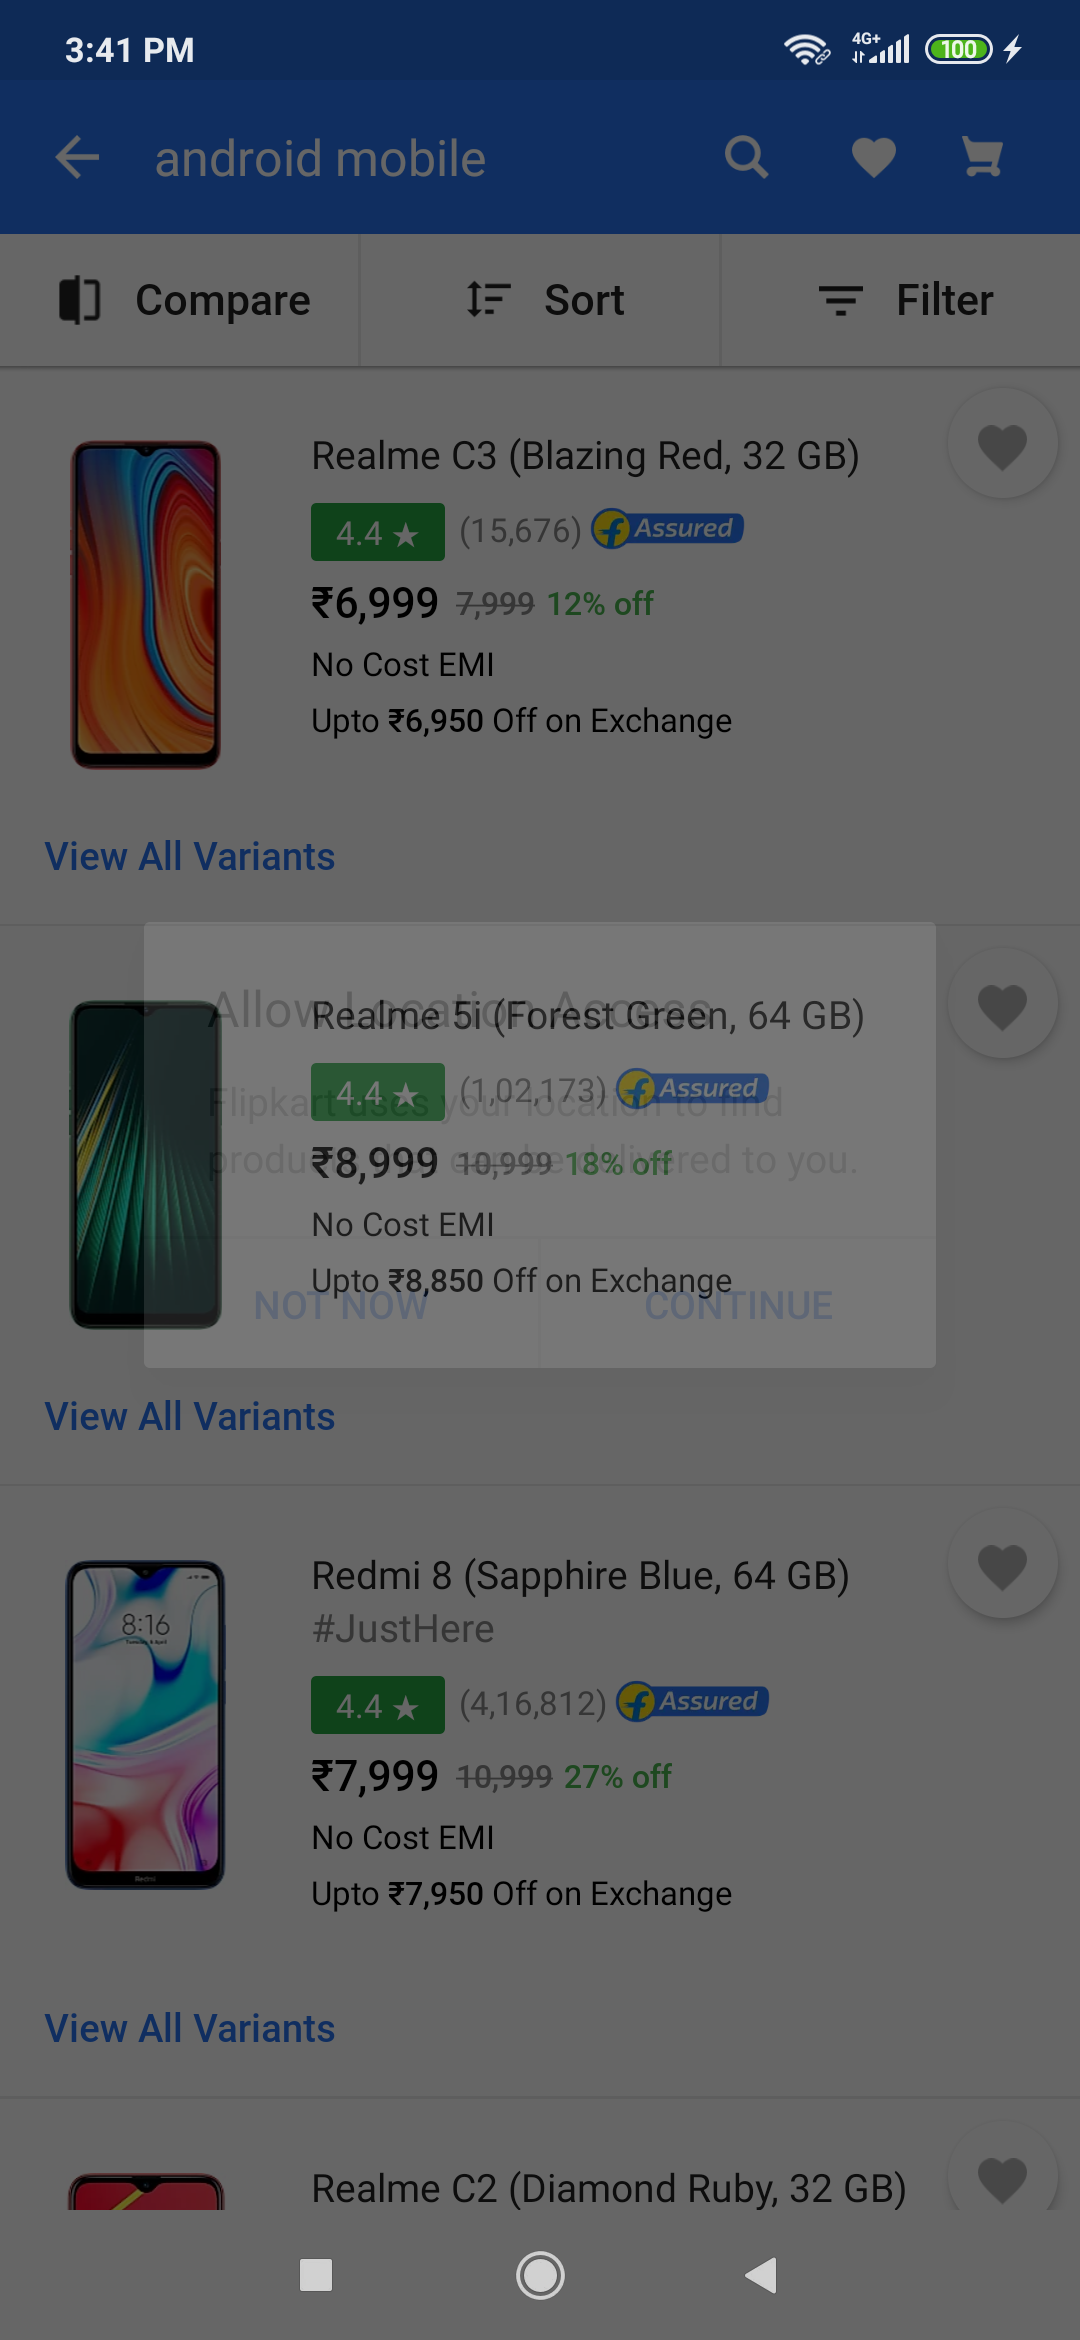 3:41 PM
4G+
100
android mobile
Compare
Sort
Filter
Realme C3 (Blazing Red, 32 GB)
4.4 ★ (15,676) Assured
₹6,999 7,999 12% off
No Cost EMI
Upto ₹6,950 Off on Exchange
View All Variants
Allow Location Access
Realme 5i (Forest Green, 64 GB)
4.4 ★ (1,02,173) Assured
Flipkart uses your location to find
products that can be delivered to you.
₹8,999 10,999 18% off
No Cost EMI
Upto ₹8,850 Off on Exchange
NOT NOW
CONTINUE
View All Variants
8:16
Redmi
Redmi 8 (Sapphire Blue, 64 GB)
#JustHere
4.4 ★ (4,16,812) Assured
₹7,999 10,999 27% off
No Cost EMI
Upto ₹7,950 Off on Exchange
View All Variants
Realme C2 (Diamond Ruby, 32 GB)